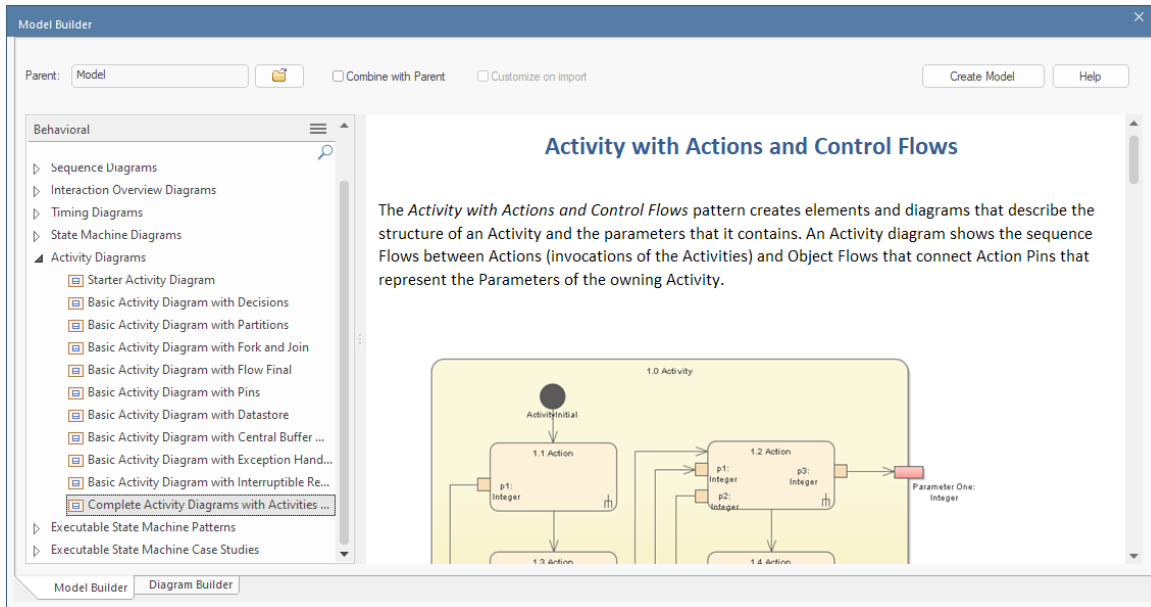 Model Builder
Parent:
Model
Combine with Parent
Customize on import
Create Model
Help
Behavioral
Sequence Diagrams
Interaction Overview Diagrams
Timing Diagrams
State Machine Diagrams
Activity Diagrams
Starter Activity Diagram
Basic Activity Diagram with Decisions
Basic Activity Diagram with Partitions
Basic Activity Diagram with Fork and Join
Basic Activity Diagram with Flow Final
Basic Activity Diagram with Pins
Basic Activity Diagram with Datastore
Basic Activity Diagram with Central Buffer ...
Basic Activity Diagram with Exception Hand...
Basic Activity Diagram with Interruptible Re...
Complete Activity Diagrams with Activities ...
Executable State Machine Patterns
Executable State Machine Case Studies
Activity with Actions and Control Flows
The Activity with Actions and Control Flows pattern creates elements and diagrams that describe the
structure of an Activity and the parameters that it contains. An Activity diagram shows the sequence
Flows between Actions (invocations of the Activities) and Object Flows that connect Action Pins that
represent the Parameters of the owning Activity.
1.0 Activity
ActivityInitial
1.1 Action
p1:
Integer
1.2 Action
p1:
Integer
p2:
Integer
p3:
Integer
Parameter One:
Integer
1.3 Action
1.4 Action
Model Builder
Diagram Builder